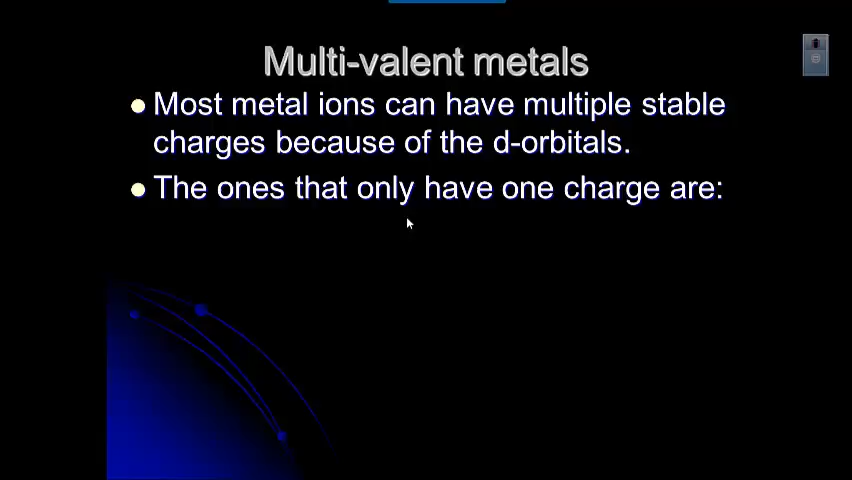 Multi-valent metals
Most metal ions can have multiple stable
charges because of the d-orbitals.
The ones that only have one charge are: